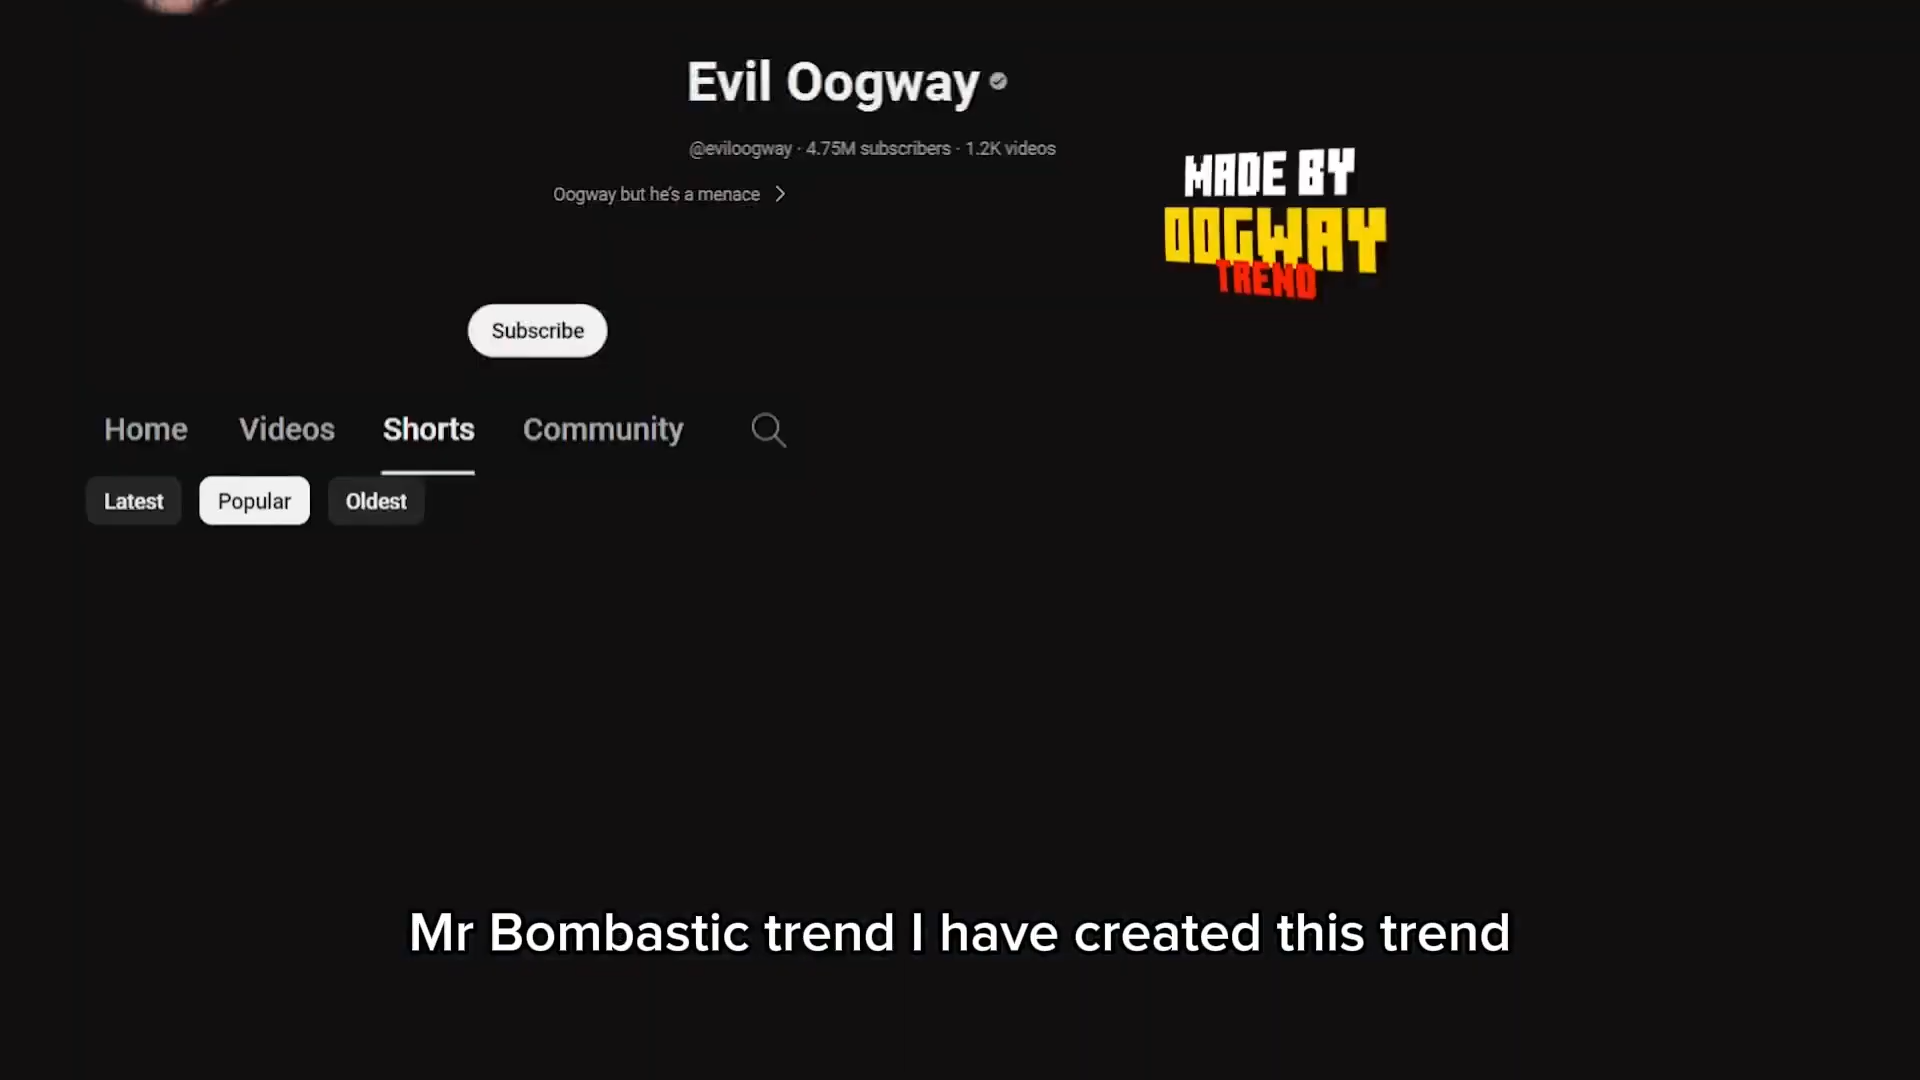 Evil Oogway
@eviloogway · 4.75M subscribers · 1.2K videos
Oogway but he's a menace
MADE BY
OOGWAY
TREND
Subscribe
Home Videos Shorts Community
Latest Popular Oldest
Mr Bombastic trend I have created this trend